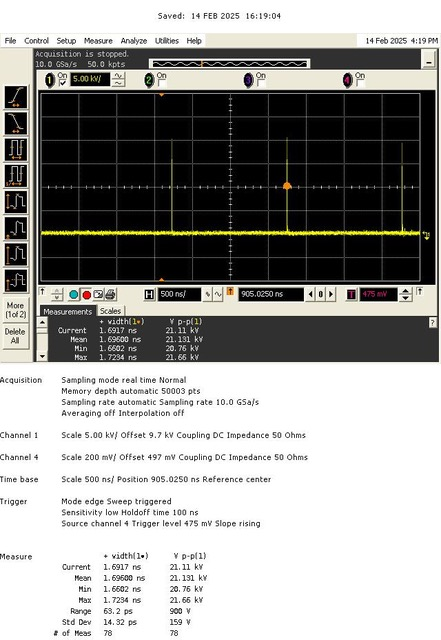 Saved: 14 FEB 2025 16:19:04
File Control Setup Measure Analyze Utilities Help 14 Feb 2025 4:19 PM
Acquisition is stopped.
10.0 GSa/s 50.0 kpts
1 On 5.00 kV/ 2 On 3 On 4 On
More
(1 of 2)
Delete
All
H 500 ns/ 905.0250 ns 0 T 475 mV
Measurements Scales
+ width(1•) V p-p(1)
Current 1.6917 ns 21.11 kV
Mean 1.69600 ns 21.131 kV
Min 1.6602 ns 20.76 kV
Max 1.7234 ns 21.66 kV
?
Acquisition Sampling mode real time Normal
Memory depth automatic 50003 pts
Sampling rate automatic Sampling rate 10.0 GSa/s
Averaging off Interpolation off
Channel 1 Scale 5.00 kV/ Offset 9.7 kV Coupling DC Impedance 50 Ohms
Channel 4 Scale 200 mV/ Offset 497 mV Coupling DC Impedance 50 Ohms
Time base Scale 500 ns/ Position 905.0250 ns Reference center
Trigger Mode edge Sweep triggered
Sensitivity low Holdoff time 100 ns
Source channel 4 Trigger level 475 mV Slope rising
Measure + width(1•) V p-p(1)
Current 1.6917 ns 21.11 kV
Mean 1.69600 ns 21.131 kV
Min 1.6602 ns 20.76 kV
Max 1.7234 ns 21.66 kV
Range 63.2 ps 900 V
Std Dev 14.32 ps 159 V
# of Meas 78 78